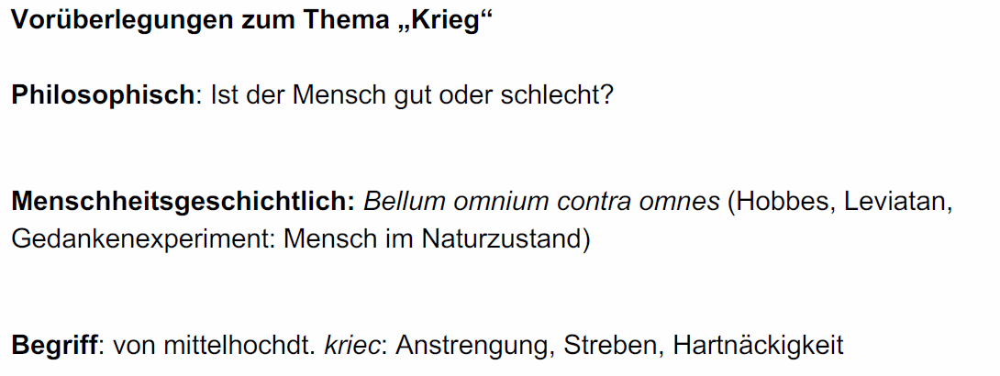 Vorüberlegungen zum Thema „Krieg“
Philosophisch: Ist der Mensch gut oder schlecht?
Menschheitsgeschichtlich: Bellum omnium contra omnes (Hobbes, Leviatan,
Gedankenexperiment: Mensch im Naturzustand)
Begriff: von mittelhochdt. kriec: Anstrengung, Streben, Hartnäckigkeit